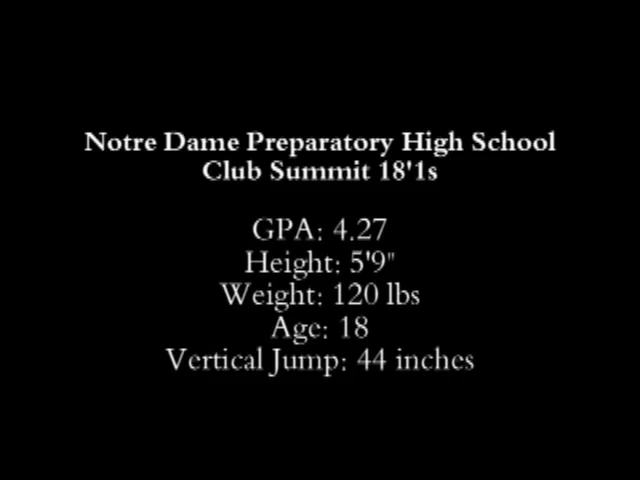 Notre Dame Preparatory High School
Club Summit 18'1s
GPA: 4.27
Height: 5'9"
Weight: 120 lbs
Age: 18
Vertical Jump: 44 inches